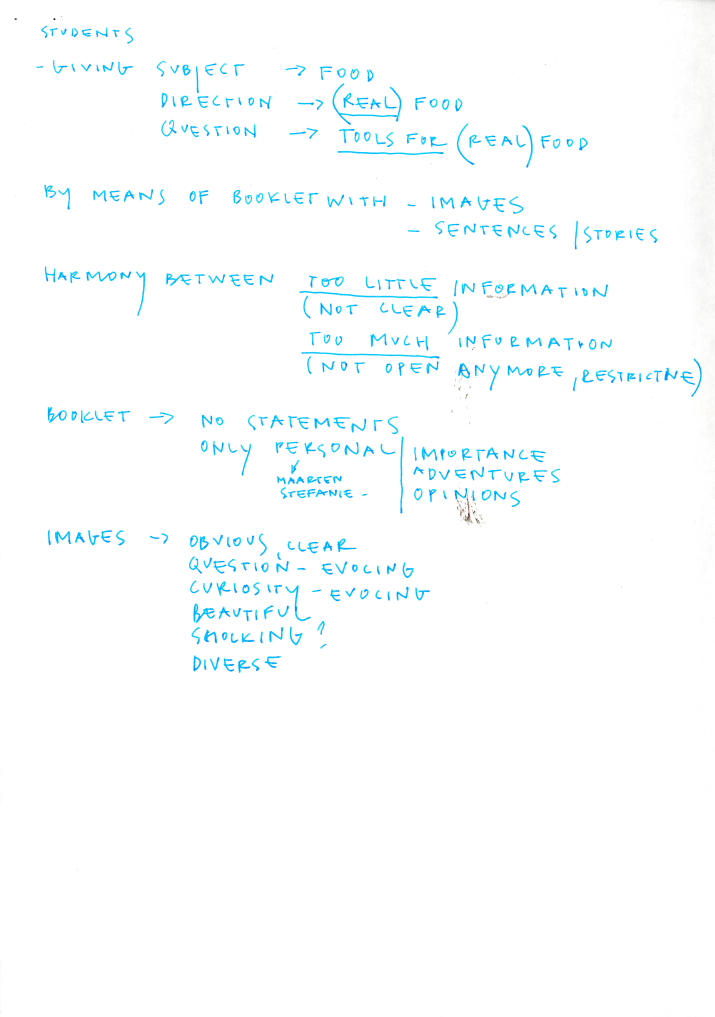 STUDENTS
- GIVING SUBJECT → FOOD
DIRECTION → (REAL) FOOD
QUESTION → TOOLS FOR (REAL) FOOD
BY MEANS OF BOOKLET WITH - IMAGES
- SENTENCES / STORIES
HARMONY BETWEEN TOO LITTLE INFORMATION
(NOT CLEAR)
TOO MUCH INFORMATION
(NOT OPEN ANYMORE, RESTRICTIVE)
BOOKLET → NO STATEMENTS
ONLY PERSONAL | IMPORTANCE
MAARTEN ADVENTURES
STEFANIE - OPINIONS
IMAGES → OBVIOUS, CLEAR
QUESTION - EVOCING
CURIOSITY - EVOCING
BEAUTIFUL
SHOCKING?
DIVERSE